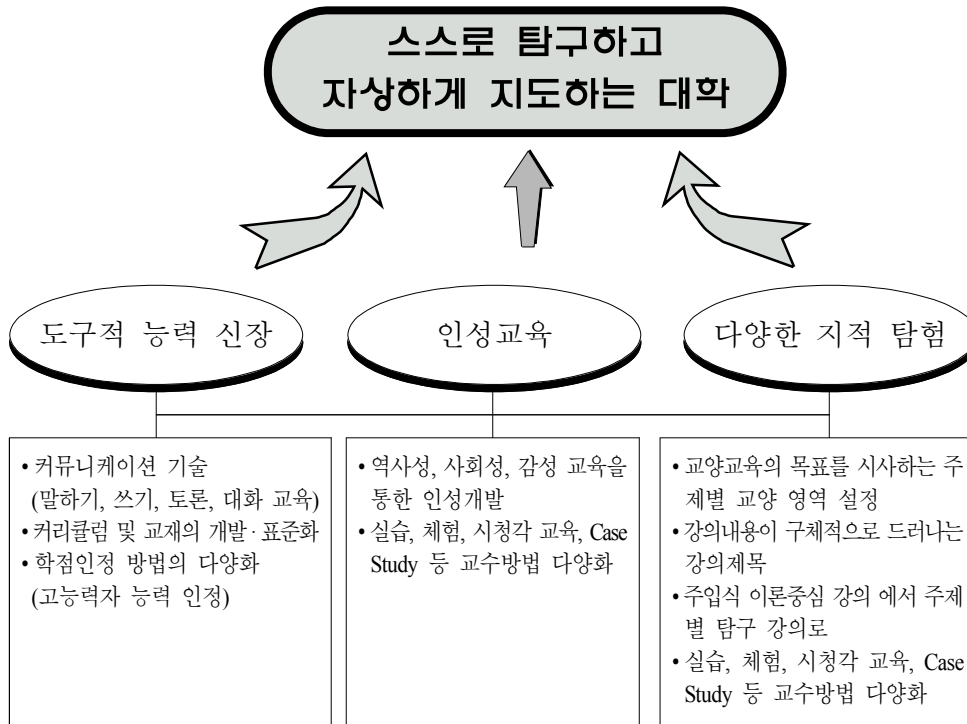 스스로 탐구하고
자상하게 지도하는 대학
도구적 능력 신장
인성교육
다양한 지적 탐험
• 커뮤니케이션 기술
(말하기, 쓰기, 토론, 대화 교육)
• 커리큘럼 및 교재의 개발·표준화
• 학점인정 방법의 다양화
(고능력자 능력 인정)
• 역사성, 사회성, 감성 교육을
통한 인성개발
• 실습, 체험, 시청각 교육, Case
Study 등 교수방법 다양화
• 교양교육의 목표를 시사하는 주
제별 교양 영역 설정
• 강의내용이 구체적으로 드러나는
강의제목
• 주입식 이론중심 강의 에서 주제
별 탐구 강의로
• 실습, 체험, 시청각 교육, Case
Study 등 교수방법 다양화